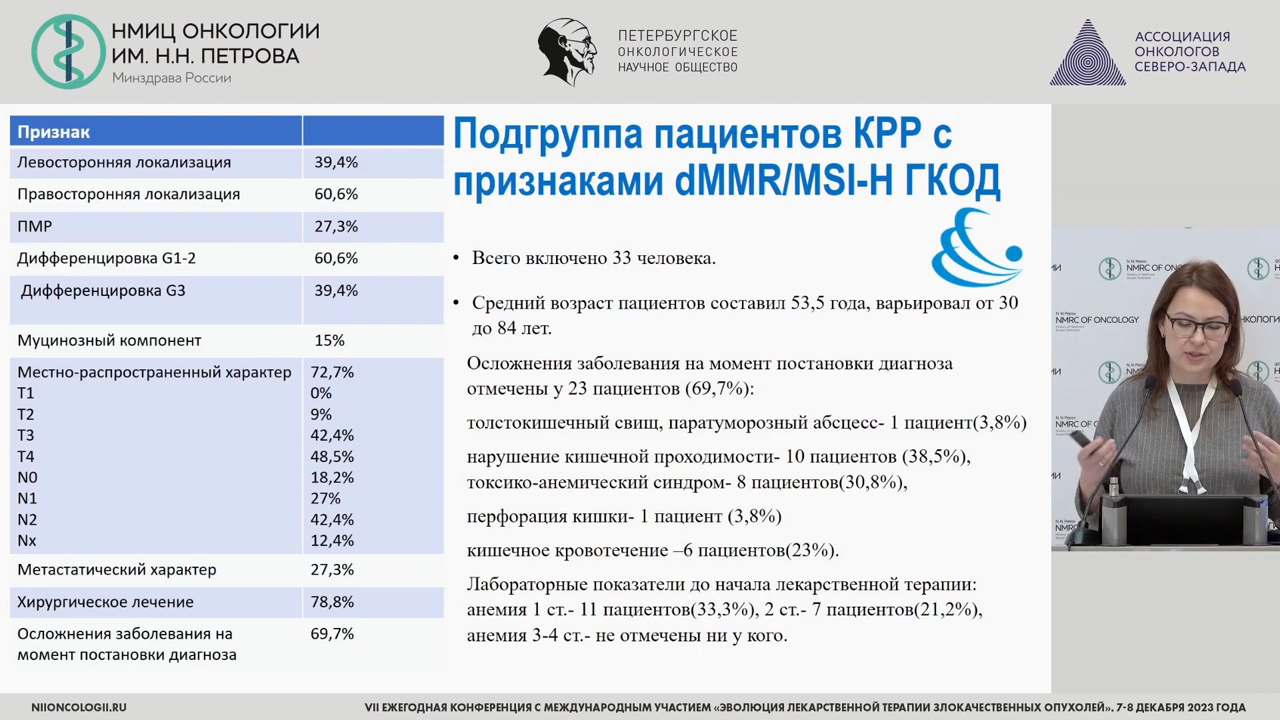 НМИЦ ОНКОЛОГИИ
ИМ. Н.Н. ПЕТРОВА
Минздрава России
ПЕТЕРБУРГСКОЕ
ОНКОЛОГИЧЕСКОЕ
НАУЧНОЕ ОБЩЕСТВО
АССОЦИАЦИЯ
ОНКОЛОГОВ
СЕВЕРО-ЗАПАДА
Признак
Левосторонняя локализация 39,4%
Правосторонняя локализация 60,6%
ПМР 27,3%
Дифференцировка G1-2 60,6%
Дифференцировка G3 39,4%
Муцинозный компонент 15%
Местно-распространенный характер 72,7%
T1 0%
T2 9%
T3 42,4%
T4 48,5%
N0 18,2%
N1 27%
N2 42,4%
Nx 12,4%
Метастатический характер 27,3%
Хирургическое лечение 78,8%
Осложнения заболевания на 69,7%
момент постановки диагноза
Подгруппа пациентов КРР с
признаками dMMR/MSI-H ГКОД
• Всего включено 33 человека.
• Средний возраст пациентов составил 53,5 года, варьировал от 30
до 84 лет.
Осложнения заболевания на момент постановки диагноза
отмечены у 23 пациентов (69,7%):
толстокишечный свищ, паратуморозный абсцесс- 1 пациент(3,8%)
нарушение кишечной проходимости- 10 пациентов (38,5%),
токсико-анемический синдром- 8 пациентов(30,8%),
перфорация кишки- 1 пациент (3,8%)
кишечное кровотечение –6 пациентов(23%).
Лабораторные показатели до начала лекарственной терапии:
анемия 1 ст.- 11 пациентов(33,3%), 2 ст.- 7 пациентов(21,2%),
анемия 3-4 ст.- не отмечены ни у кого.
NMRC OF ONCOLOGY
NMRC OF ONCOLOGY
NIIONCOLOGII.RU
VII ЕЖЕГОДНАЯ КОНФЕРЕНЦИЯ С МЕЖДУНАРОДНЫМ УЧАСТИЕМ «ЭВОЛЮЦИЯ ЛЕКАРСТВЕННОЙ ТЕРАПИИ ЗЛОКАЧЕСТВЕННЫХ ОПУХОЛЕЙ». 7-8 ДЕКАБРЯ 2023 ГОДА